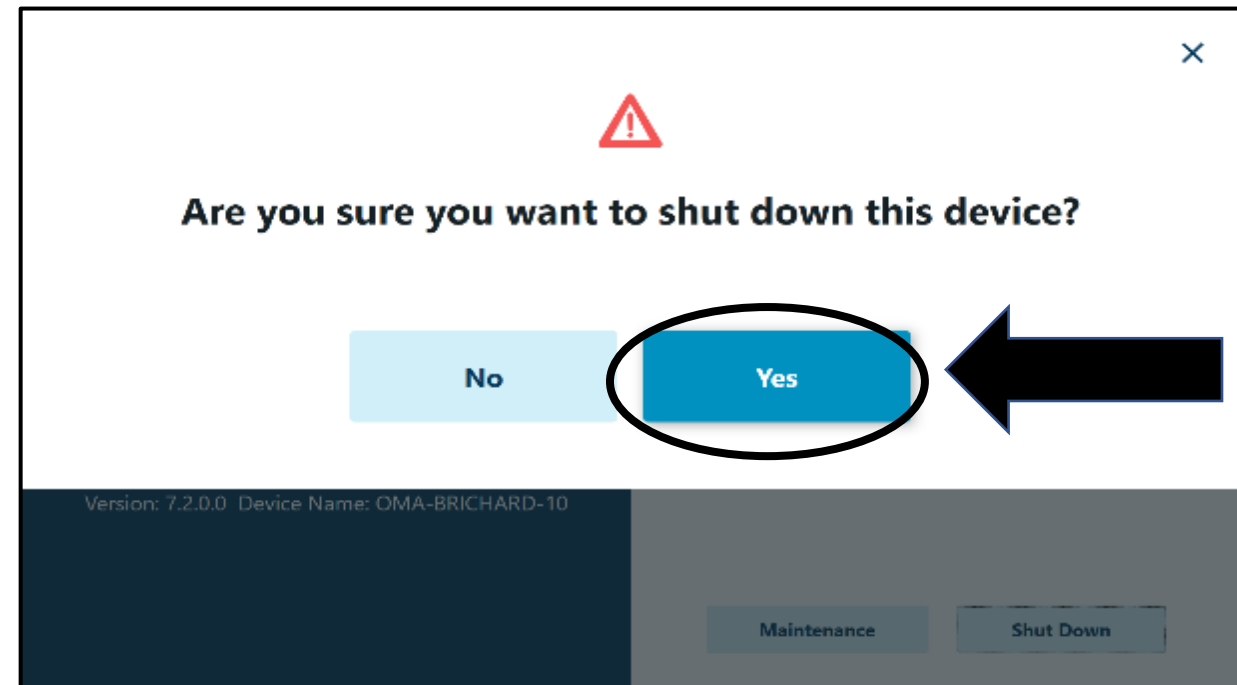 Are you sure you want to shut down this device?
No
Yes
Version: 7.2.0.0 Device Name: OMA-BRICHARD-10
Maintenance
Shut Down